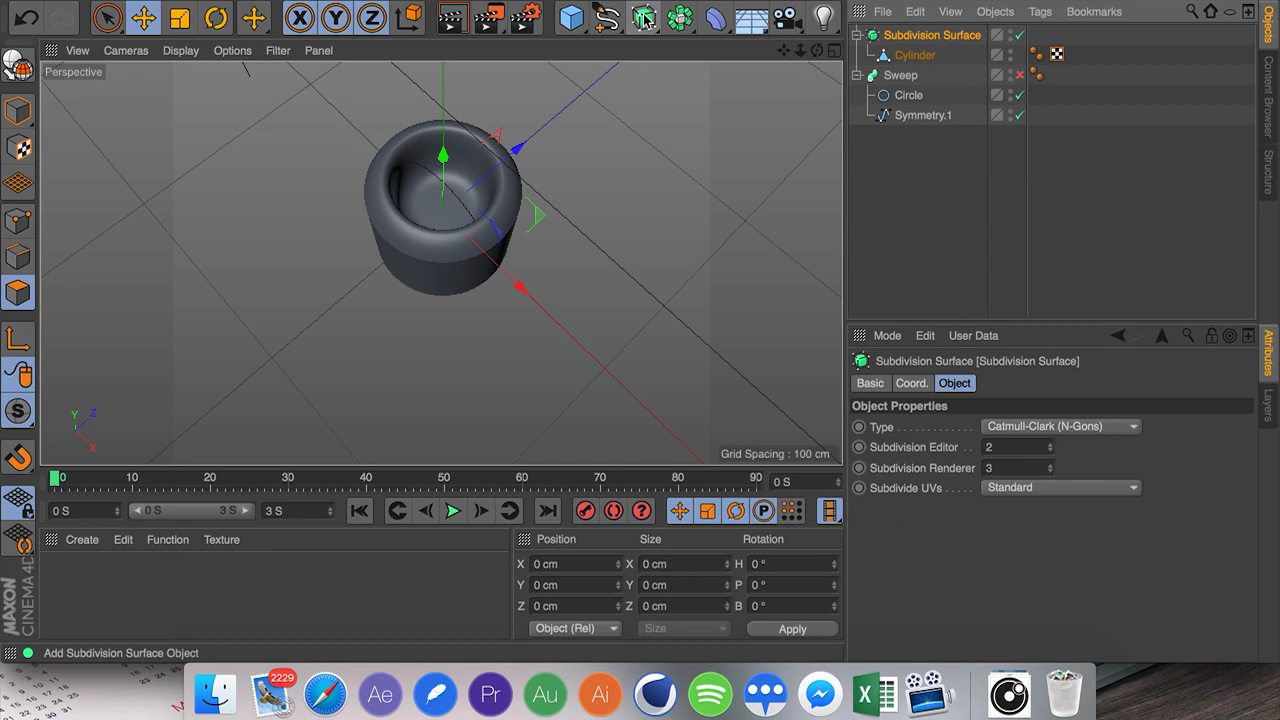 File Edit View Objects Tags Bookmarks
View Cameras Display Options Filter Panel
Perspective
Subdivision Surface
Cylinder
Sweep
Circle
Symmetry.1
Objects
Content Browser
Structure
Y
Z
X
Grid Spacing : 100 cm
Mode Edit User Data
Subdivision Surface [Subdivision Surface]
Basic Coord. Object
Object Properties
Type Catmull-Clark (N-Gons)
Subdivision Editor 2
Subdivision Renderer 3
Subdivide UVs Standard
Attributes
Layers
0 10 20 30 40 50 60 70 80 90 0 S
0 S 0 S 3 S 3 S
Create Edit Function Texture
Position Size Rotation
X 0 cm X 0 cm H 0 °
Y 0 cm Y 0 cm P 0 °
Z 0 cm Z 0 cm B 0 °
Object (Rel) Size Apply
MAXON
CINEMA 4D
Add Subdivision Surface Object
2229
Ae Pr Au Ai